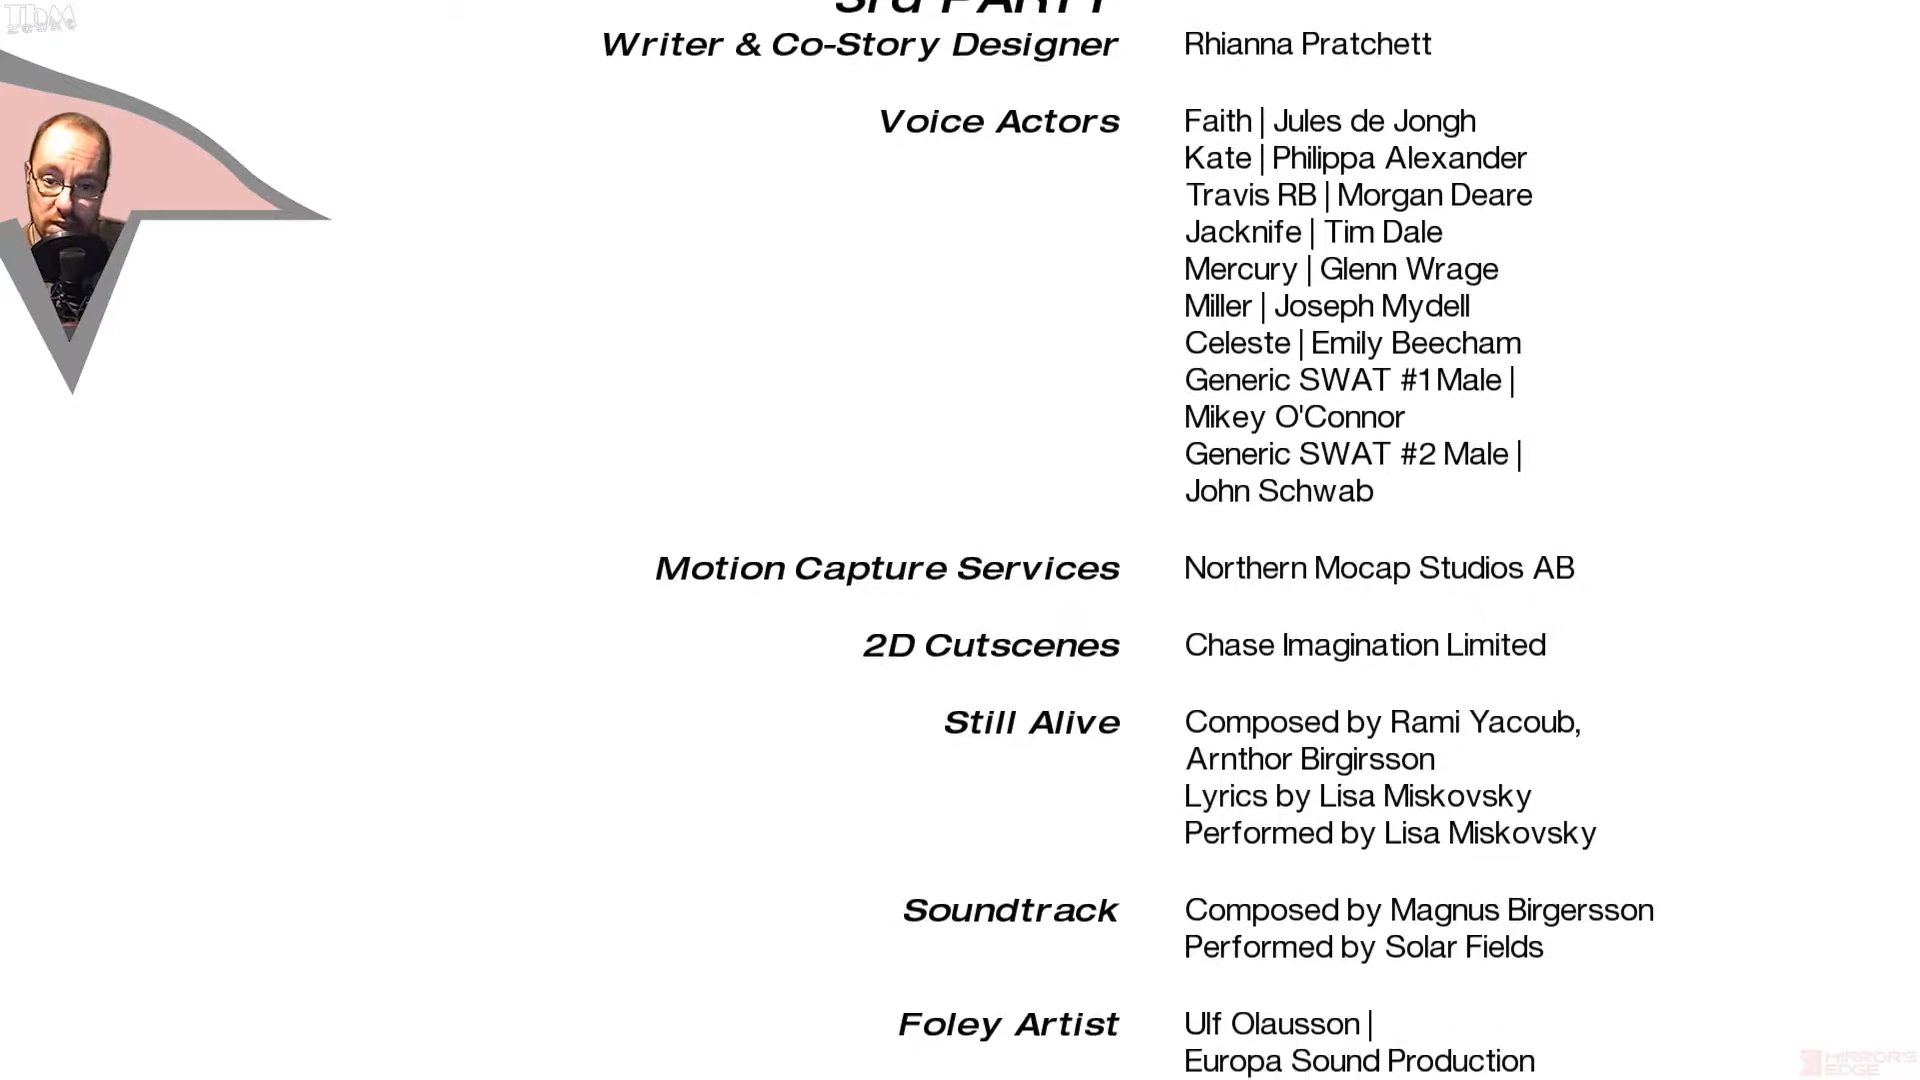 3rd PARTY
Writer & Co-Story Designer Rhianna Pratchett
Voice Actors Faith | Jules de Jongh
Kate | Philippa Alexander
Travis RB | Morgan Deare
Jacknife | Tim Dale
Mercury | Glenn Wrage
Miller | Joseph Mydell
Celeste | Emily Beecham
Generic SWAT #1 Male |
Mikey O'Connor
Generic SWAT #2 Male |
John Schwab
Motion Capture Services Northern Mocap Studios AB
2D Cutscenes Chase Imagination Limited
Still Alive Composed by Rami Yacoub,
Arnthor Birgirsson
Lyrics by Lisa Miskovsky
Performed by Lisa Miskovsky
Soundtrack Composed by Magnus Birgersson
Performed by Solar Fields
Foley Artist Ulf Olausson |
Europa Sound Production
MIRROR'S
EDGE